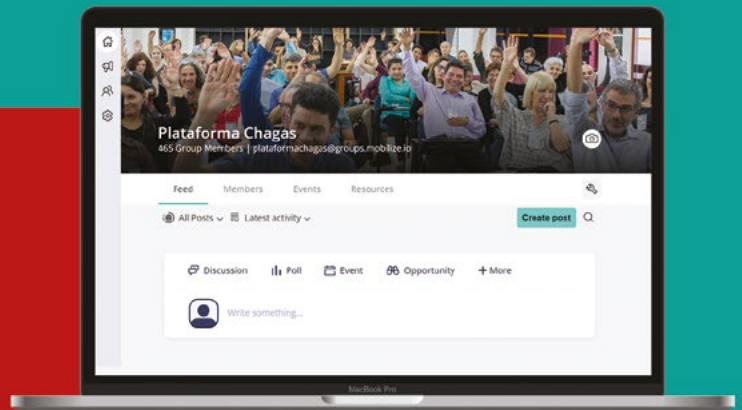 Plataforma Chagas
465 Group Members | plataformachagas@groups.mobilize.io
Feed Members Events Resources
All Posts Latest activity Create post
Discussion Poll Event Opportunity + More
Write something...
MacBook Pro